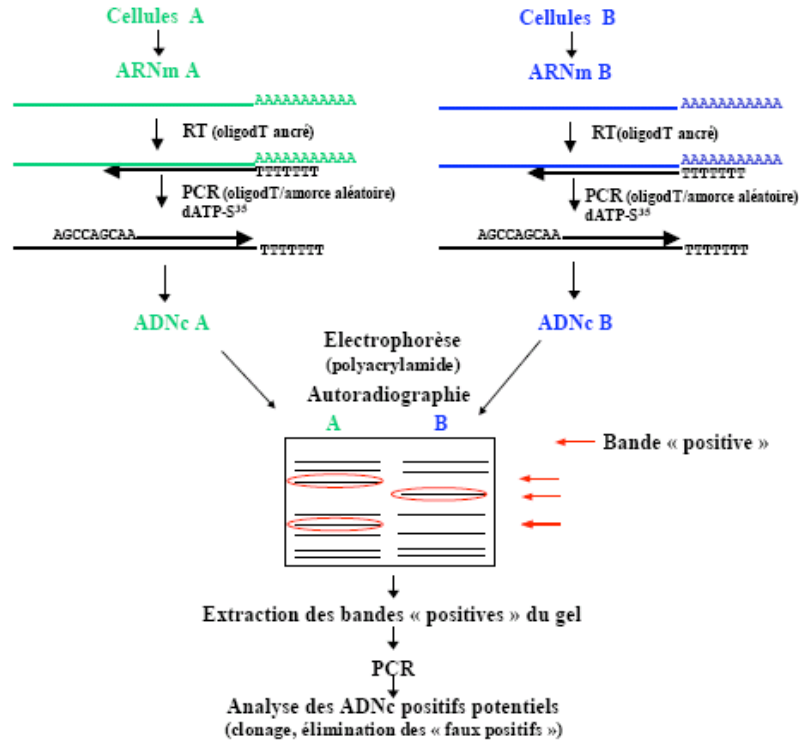 Cellules A
Cellules B
ARNm A
ARNm B
AAAAAAAAAAA
AAAAAAAAAAA
RT (oligodT ancré)
RT(oligodT ancré)
AAAAAAAAAAA
AAAAAAAAAAA
TTTTTTT
TTTTTTT
PCR (oligodT/amorce aléatoire)
dATP-S³⁵
PCR (oligodT/amorce aléatoire)
dATP-S³⁵
AGCCAGCAA
TTTTTTT
AGCCAGCAA
TTTTTTT
ADNc A
ADNc B
Electrophorèse
(polyacrylamide)
Autoradiographie
A
B
Bande « positive »
Extraction des bandes « positives » du gel
PCR
Analyse des ADNc positifs potentiels
(clonage, élimination des « faux positifs »)